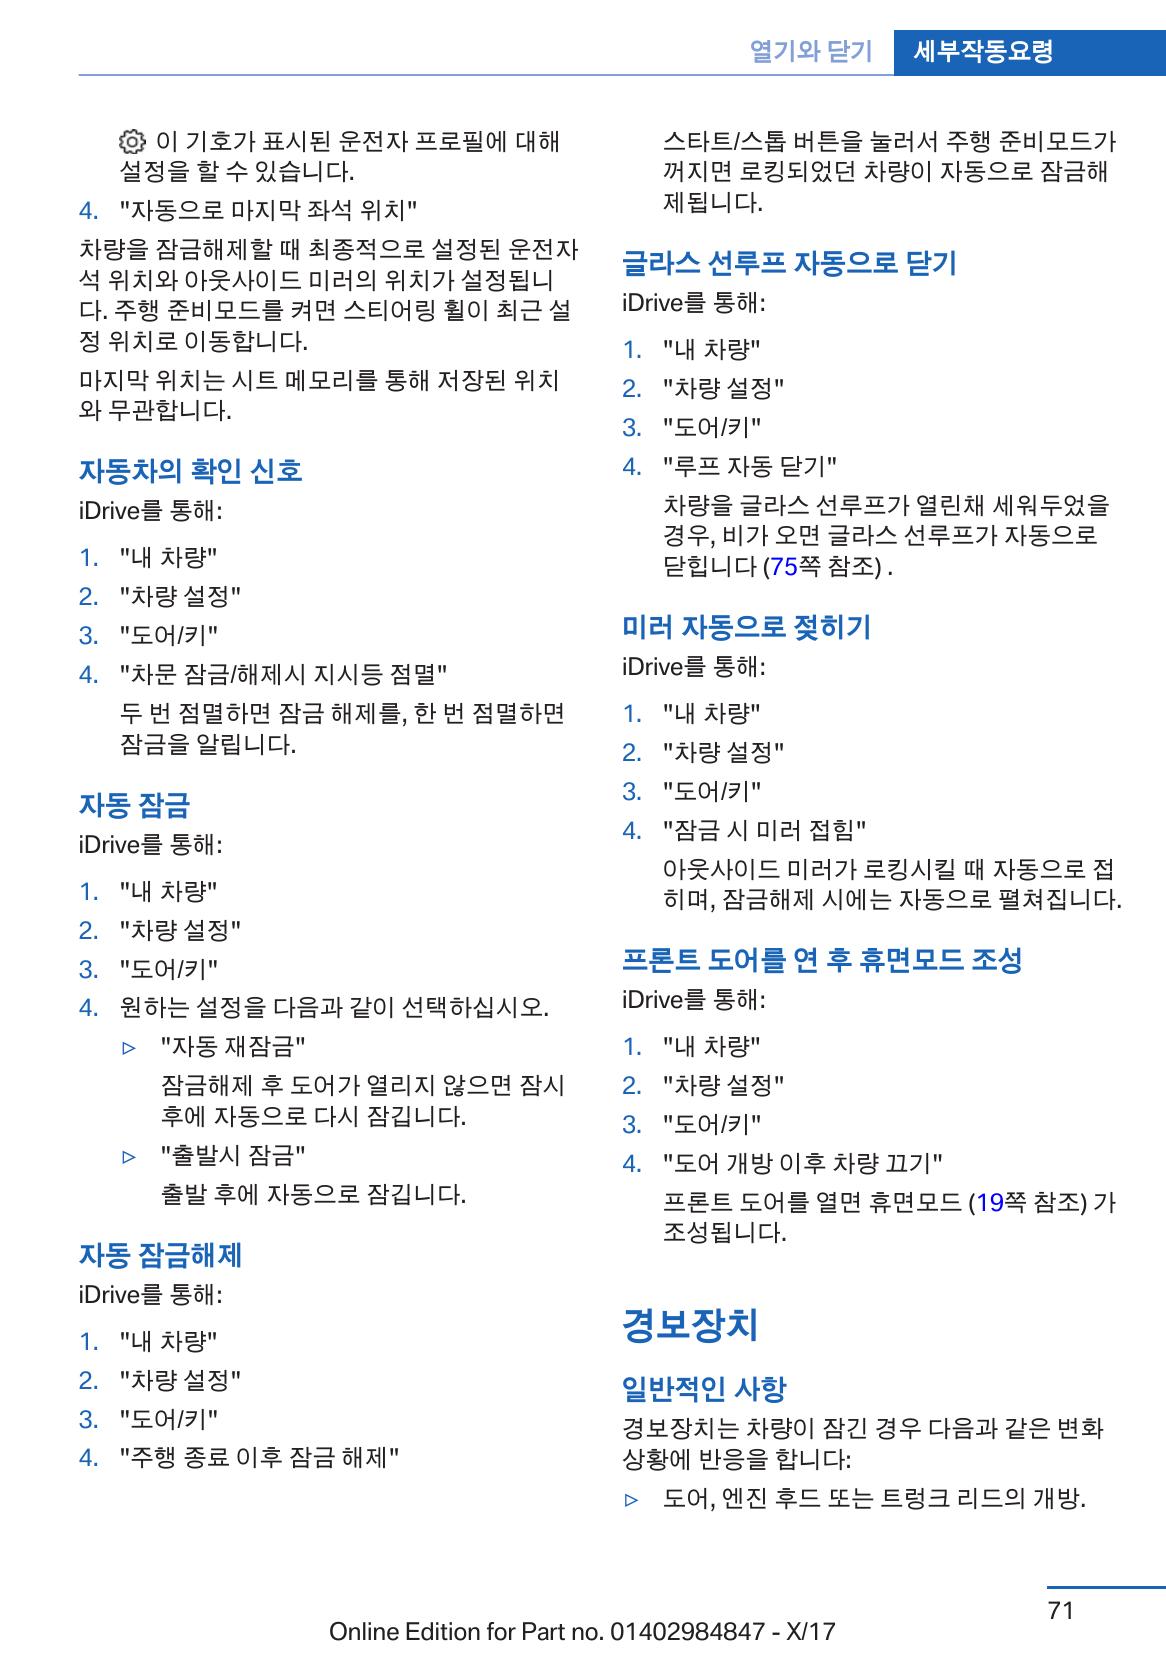 열기와 닫기 세부작동요령
이 기호가 표시된 운전자 프로필에 대해
설정을 할 수 있습니다.
4. "자동으로 마지막 좌석 위치"
차량을 잠금해제할 때 최종적으로 설정된 운전자
석 위치와 아웃사이드 미러의 위치가 설정됩니
다. 주행 준비모드를 켜면 스티어링 휠이 최근 설
정 위치로 이동합니다.
마지막 위치는 시트 메모리를 통해 저장된 위치
와 무관합니다.
자동차의 확인 신호
iDrive를 통해:
1. "내 차량"
2. "차량 설정"
3. "도어/키"
4. "차문 잠금/해제시 지시등 점멸"
두 번 점멸하면 잠금 해제를, 한 번 점멸하면
잠금을 알립니다.
자동 잠금
iDrive를 통해:
1. "내 차량"
2. "차량 설정"
3. "도어/키"
4. 원하는 설정을 다음과 같이 선택하십시오.
▷ "자동 재잠금"
잠금해제 후 도어가 열리지 않으면 잠시
후에 자동으로 다시 잠깁니다.
▷ "출발시 잠금"
출발 후에 자동으로 잠깁니다.
자동 잠금해제
iDrive를 통해:
1. "내 차량"
2. "차량 설정"
3. "도어/키"
4. "주행 종료 이후 잠금 해제"
스타트/스톱 버튼을 눌러서 주행 준비모드가
꺼지면 로킹되었던 차량이 자동으로 잠금해
제됩니다.
글라스 선루프 자동으로 닫기
iDrive를 통해:
1. "내 차량"
2. "차량 설정"
3. "도어/키"
4. "루프 자동 닫기"
차량을 글라스 선루프가 열린채 세워두었을
경우, 비가 오면 글라스 선루프가 자동으로
닫힙니다 (75쪽 참조) .
미러 자동으로 젖히기
iDrive를 통해:
1. "내 차량"
2. "차량 설정"
3. "도어/키"
4. "잠금 시 미러 접힘"
아웃사이드 미러가 로킹시킬 때 자동으로 접
히며, 잠금해제 시에는 자동으로 펼쳐집니다.
프론트 도어를 연 후 휴면모드 조성
iDrive를 통해:
1. "내 차량"
2. "차량 설정"
3. "도어/키"
4. "도어 개방 이후 차량 끄기"
프론트 도어를 열면 휴면모드 (19쪽 참조) 가
조성됩니다.
경보장치
일반적인 사항
경보장치는 차량이 잠긴 경우 다음과 같은 변화
상황에 반응을 합니다:
▷ 도어, 엔진 후드 또는 트렁크 리드의 개방.
71
Online Edition for Part no. 01402984847 - X/17